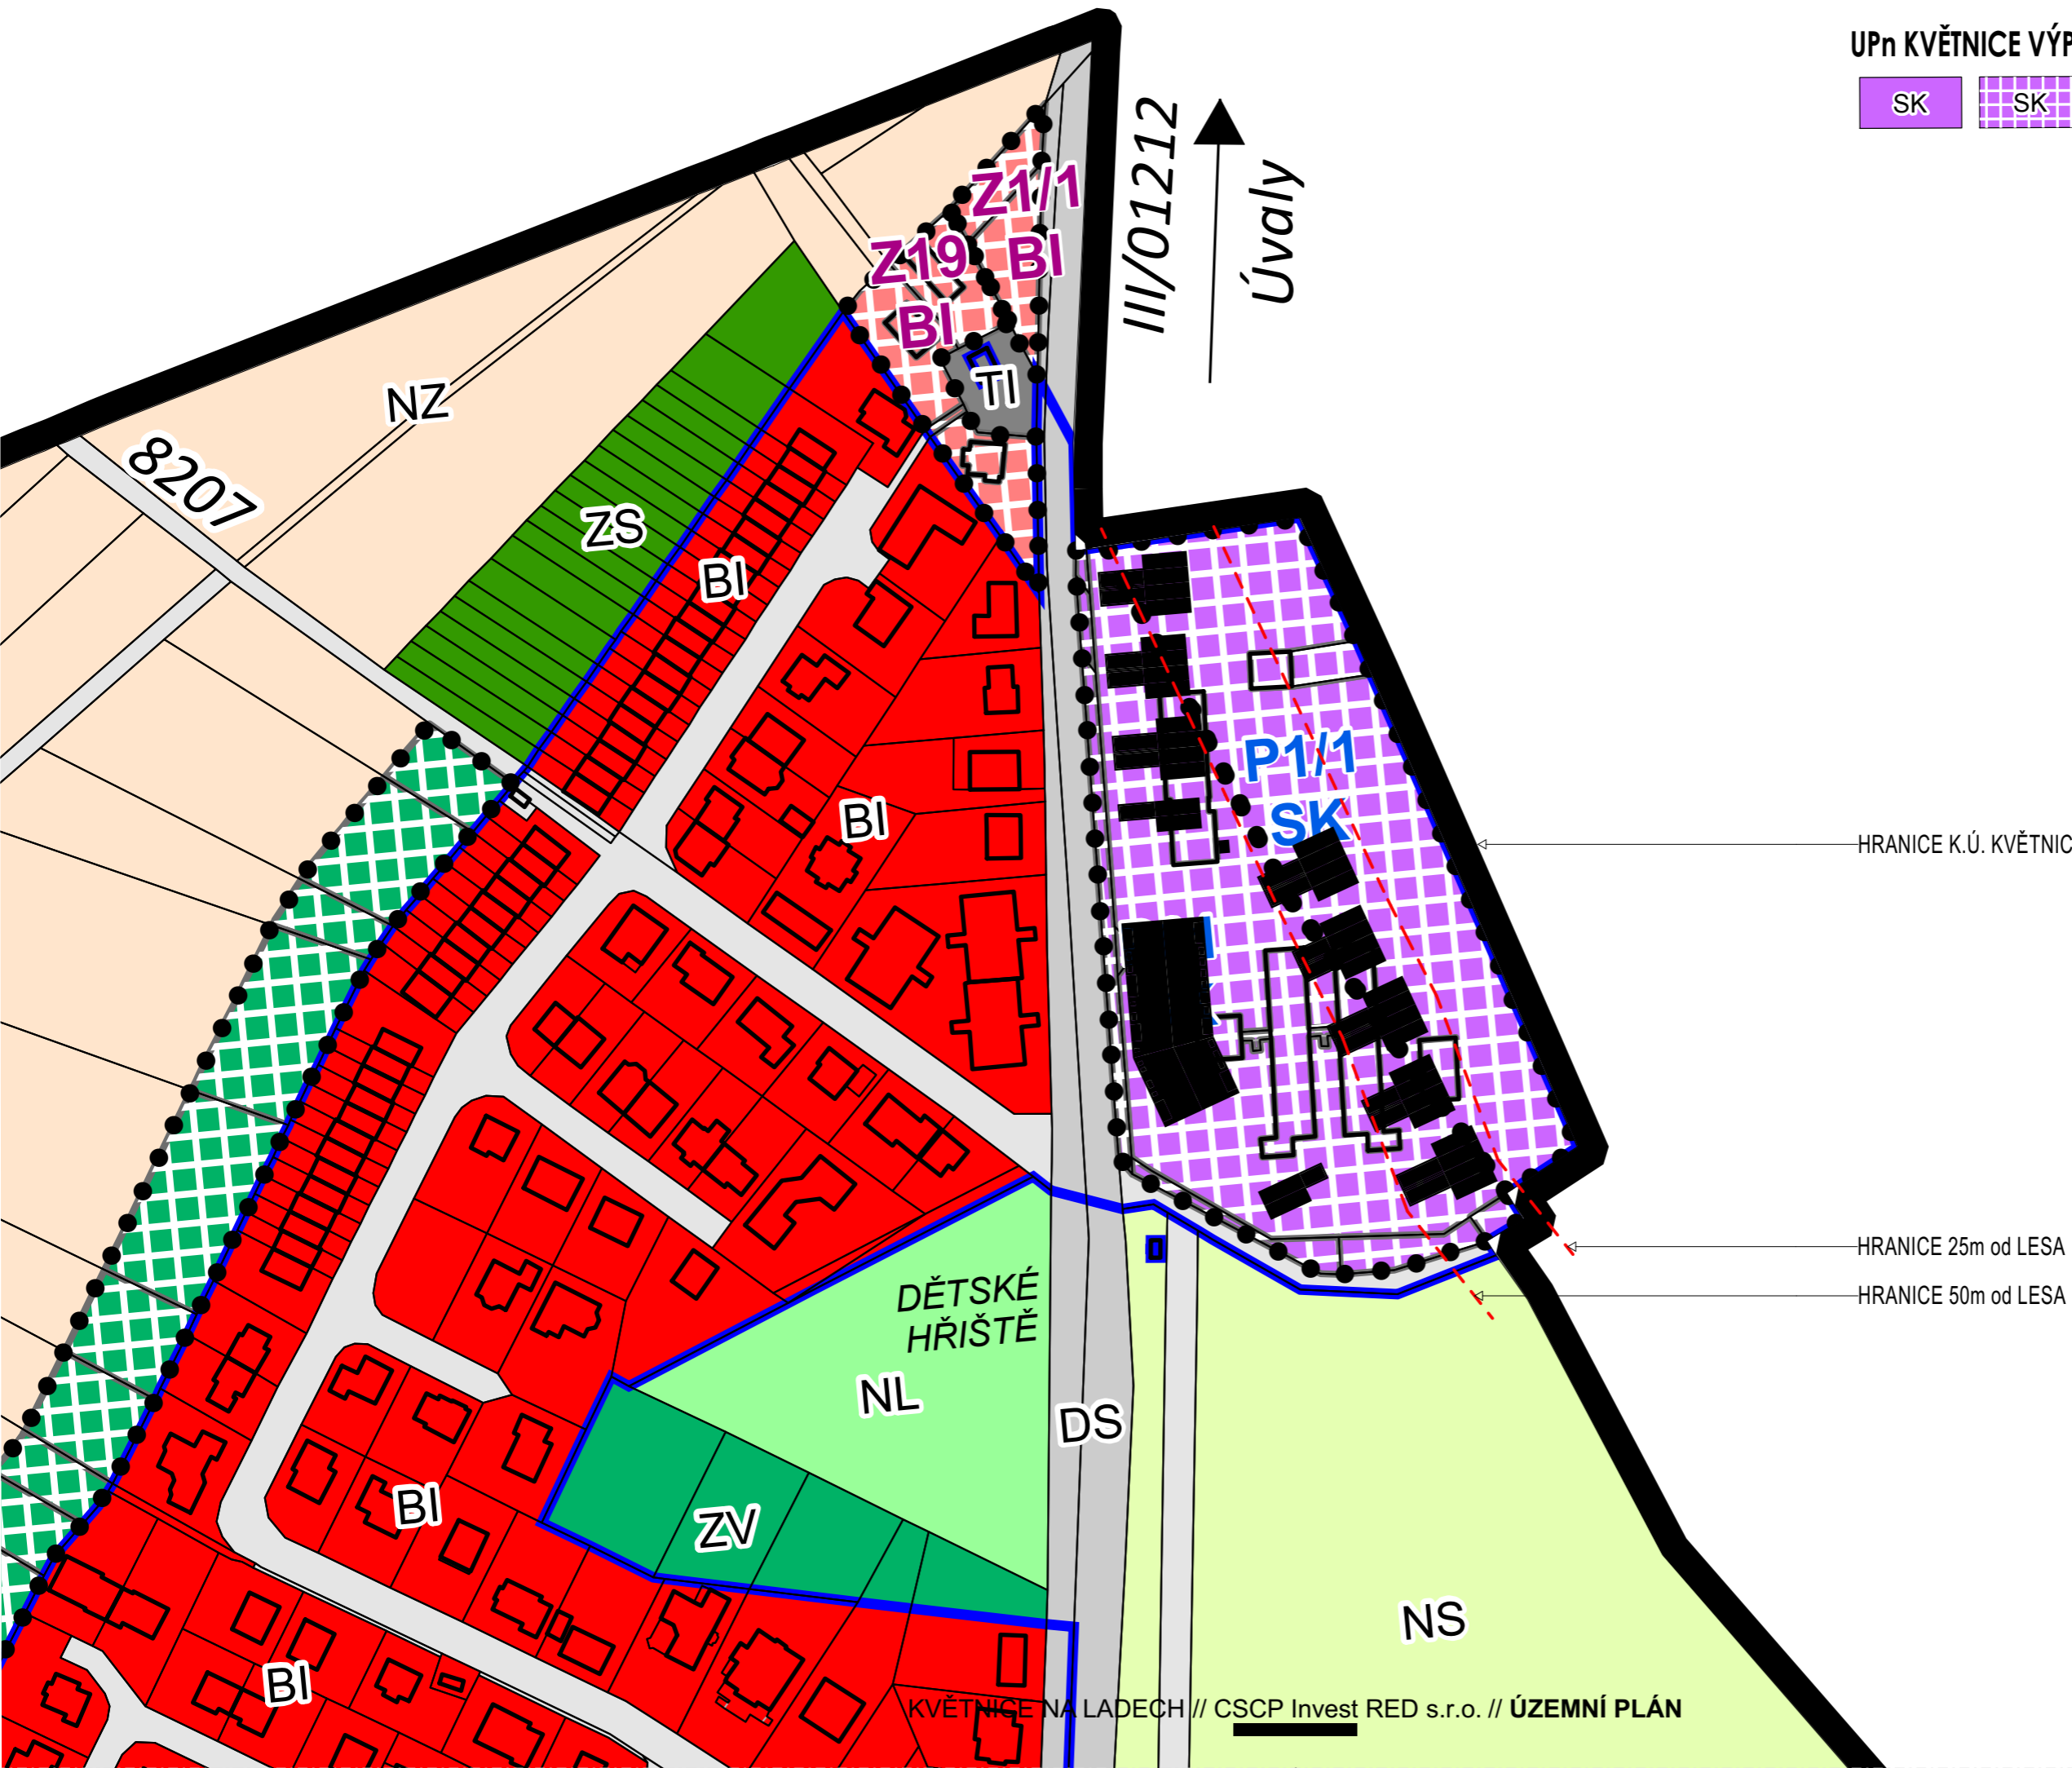 UPn KVĚTNICE VÝP
SK
SK
III/01212
Úvaly
Z1/1
BI
Z19
BI
TI
NZ
8207
ZS
BI
BI
P1/1
SK
HRANICE K.Ú. KVĚTNIC
HRANICE 25m od LESA
HRANICE 50m od LESA
DĚTSKÉ
HŘIŠTĚ
NL
DS
ZV
BI
NS
BI
KVĚTNICE NA LADECH // CSCP Invest RED s.r.o. // ÚZEMNÍ PLÁN